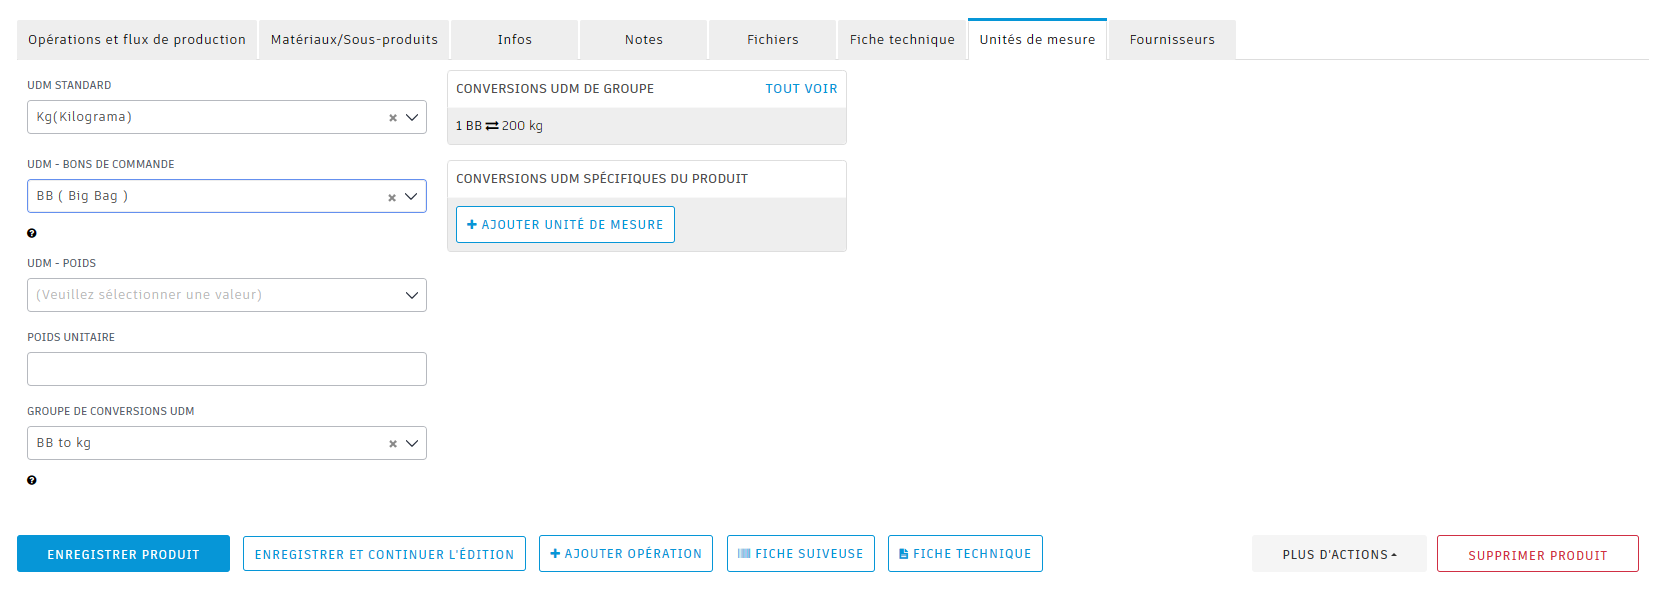 Opérations et flux de production
Matériaux/Sous-produits
Infos
Notes
Fichiers
Fiche technique
Unités de mesure
Fournisseurs
UDM STANDARD
Kg(Kilograma)
UDM - BONS DE COMMANDE
BB ( Big Bag )
UDM - POIDS
(Veuillez sélectionner une valeur)
POIDS UNITAIRE
GROUPE DE CONVERSIONS UDM
BB to kg
CONVERSIONS UDM DE GROUPE
TOUT VOIR
1 BB ⇄ 200 kg
CONVERSIONS UDM SPÉCIFIQUES DU PRODUIT
+ AJOUTER UNITÉ DE MESURE
ENREGISTRER PRODUIT
ENREGISTRER ET CONTINUER L'ÉDITION
+ AJOUTER OPÉRATION
FICHE SUIVEUSE
FICHE TECHNIQUE
PLUS D'ACTIONS
SUPPRIMER PRODUIT